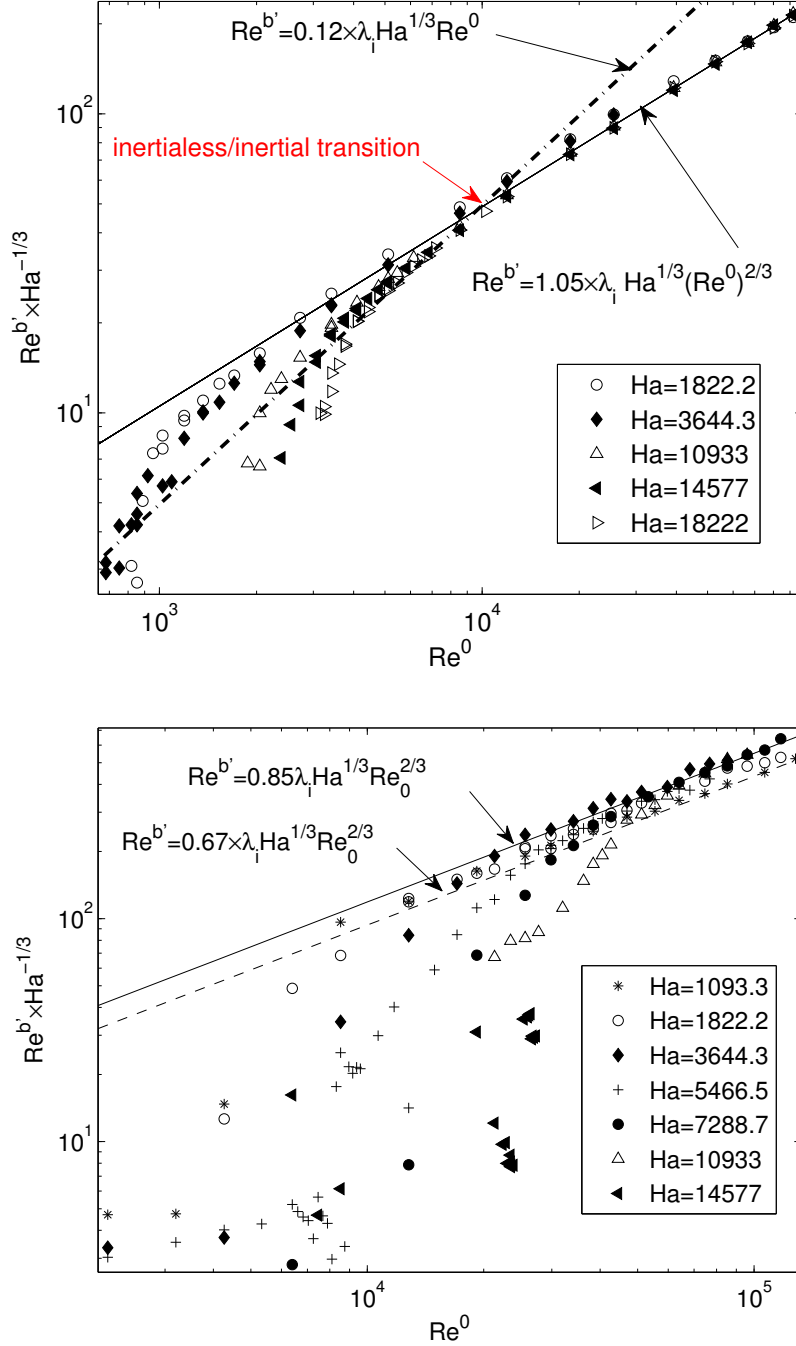 Re^b'=0.12×λ_i Ha^1/3 Re^0
10^2
inertialess/inertial transition
Re^b'×Ha^-1/3
Re^b'=1.05×λ_i Ha^1/3(Re^0)^2/3
Ha=1822.2
Ha=3644.3
10^1
Ha=10933
Ha=14577
Ha=18222
10^3 10^4
Re^0
Re^b'=0.85λ_i Ha^1/3 Re_0^2/3
Re^b'=0.67×λ_i Ha^1/3 Re_0^2/3
10^2
Re^b'×Ha^-1/3
Ha=1093.3
Ha=1822.2
Ha=3644.3
Ha=5466.5
10^1
Ha=7288.7
Ha=10933
Ha=14577
10^4 10^5
Re^0